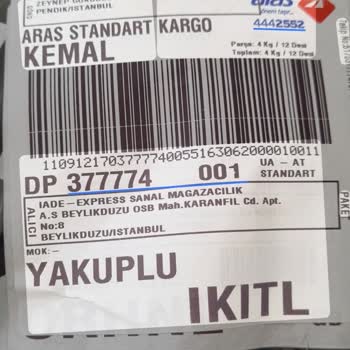 PENDIK/ISTANBUL
aras
ARAS STANDART KARGO
4442552
KEMAL
Parça: 4 Kg / 12 Desi
Toplam: 4 Kg / 12 Desi
11091217037777400551630620000010011
DP 377774 001
UA - AT
STANDART
ALICI
IADE-EXPRESS SANAL MAGAZACILIK
A.S BEYLIKDUZU OSB Mah.KARANFIL Cd. Apt.
No:8
BEYLIKDUZU/ISTANBUL
PAKET
MOK: -
YAKUPLU
IKITL